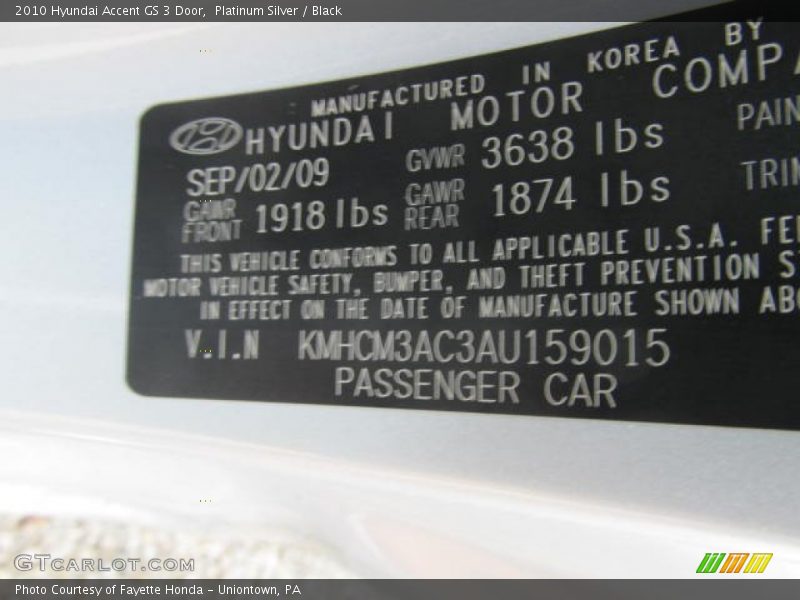 2010 Hyundai Accent GS 3 Door,  Platinum Silver / Black
MANUFACTURED IN KOREA BY
HYUNDAI MOTOR COMPA
SEP/02/09 GVWR 3638 lbs PAIN
GAWR FRONT 1918 lbs GAWR REAR 1874 lbs TRIM
THIS VEHICLE CONFORMS TO ALL APPLICABLE U.S.A. FE
MOTOR VEHICLE SAFETY, BUMPER, AND THEFT PREVENTION ST
IN EFFECT ON THE DATE OF MANUFACTURE SHOWN ABO
V.I.N KMHCM3AC3AU159015
PASSENGER CAR
GTCARLOT.COM
Photo Courtesy of Fayette Honda - Uniontown, PA